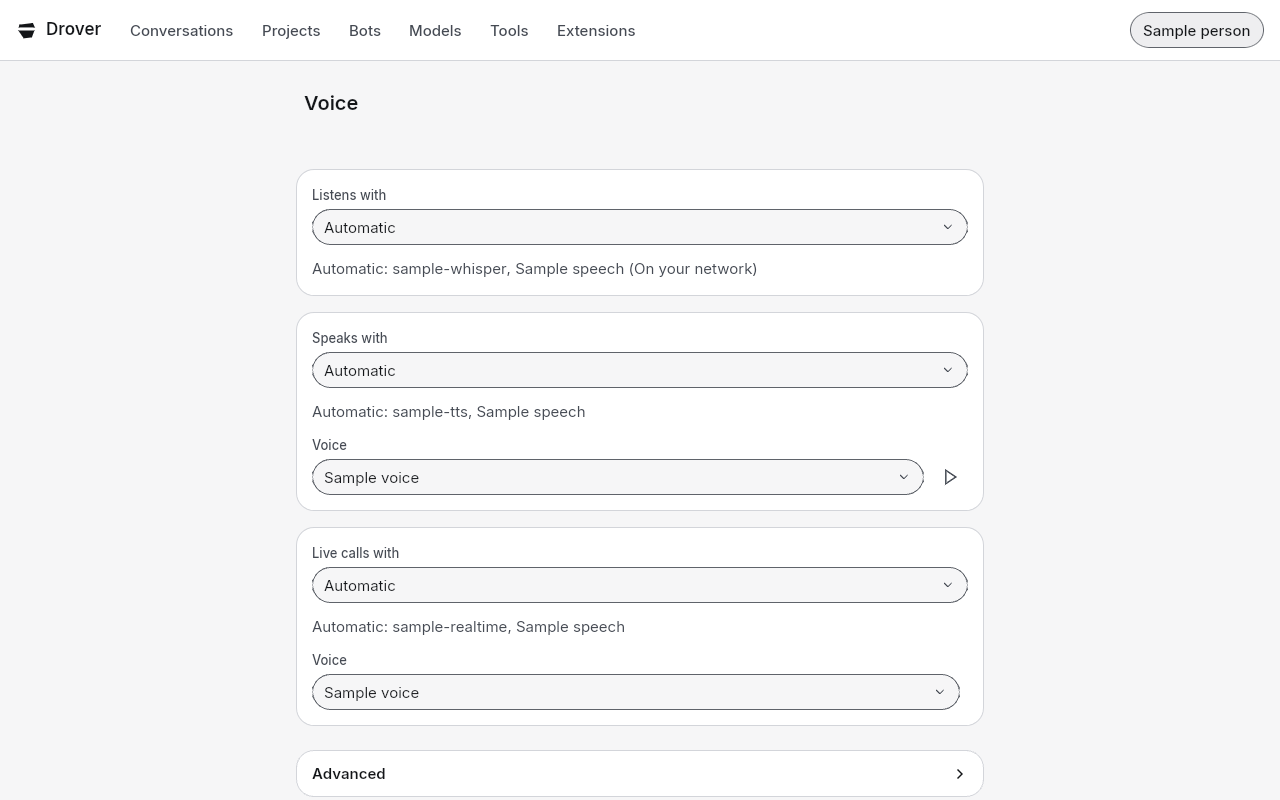 Drover
Conversations
Projects
Bots
Models
Tools
Extensions
Sample person
Voice
Listens with
Automatic
Automatic: sample-whisper, Sample speech (On your network)
Speaks with
Automatic
Automatic: sample-tts, Sample speech
Voice
Sample voice
Live calls with
Automatic
Automatic: sample-realtime, Sample speech
Voice
Sample voice
Advanced